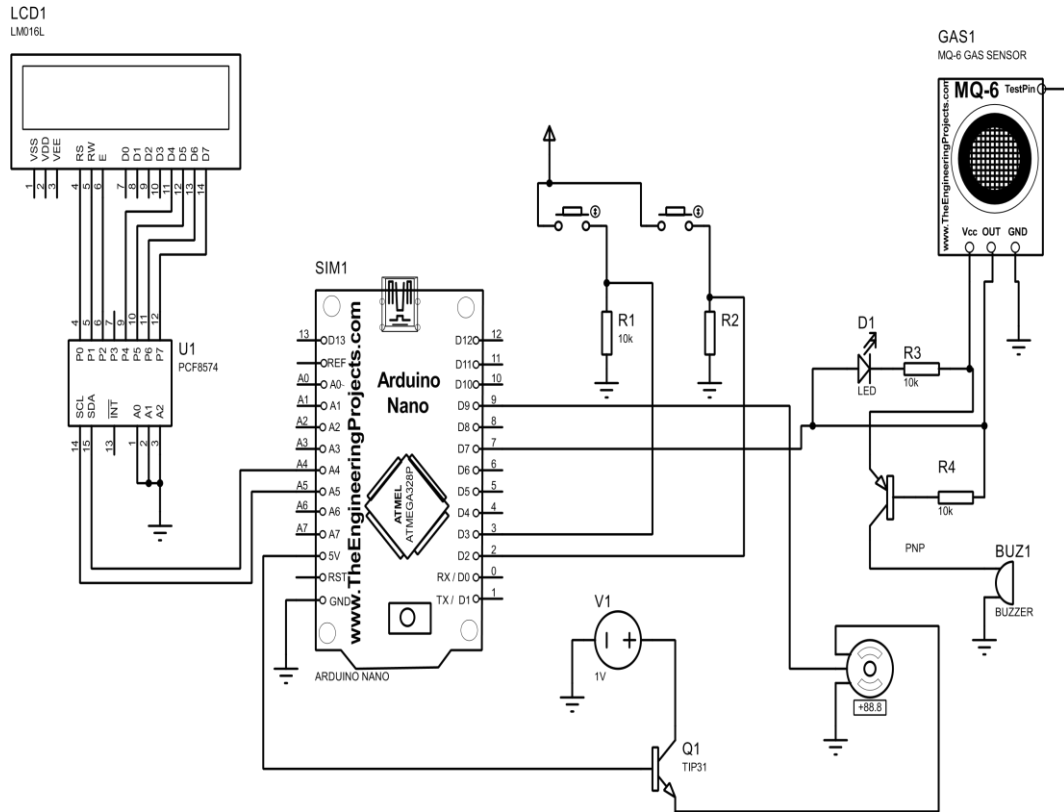 LCD1
LM016L
VSS
VDD
VEE
RS
RW
E
D0
D1
D2
D3
D4
D5
D6
D7
1
2
3
4
5
6
7
8
9
10
11
12
13
14
4
5
6
7
9
10
11
12
P0
P1
P2
P3
P4
P5
P6
P7
U1
PCF8574
SCL
SDA
INT
A0
A1
A2
14
15
13
1
2
3
SIM1
www.TheEngineeringProjects.com
Arduino
Nano
ATMEL
ATMEGA328P
13
D13
REF
A0
A0
A1
A1
A2
A2
A3
A3
A4
A4
A5
A5
A6
A6
A7
A7
5V
RST
GND
D12
12
D11
11
D10
10
D9
9
D8
8
D7
7
D6
6
D5
5
D4
4
D3
3
D2
2
RX / D0
0
TX / D1
1
ARDUINO NANO
R1
10k
R2
GAS1
MQ-6 GAS SENSOR
MQ-6
TestPin
www.TheEngineeringProjects.com
Vcc
OUT
GND
D1
LED
R3
10k
R4
10k
PNP
BUZ1
BUZZER
V1
1V
+88.8
Q1
TIP31